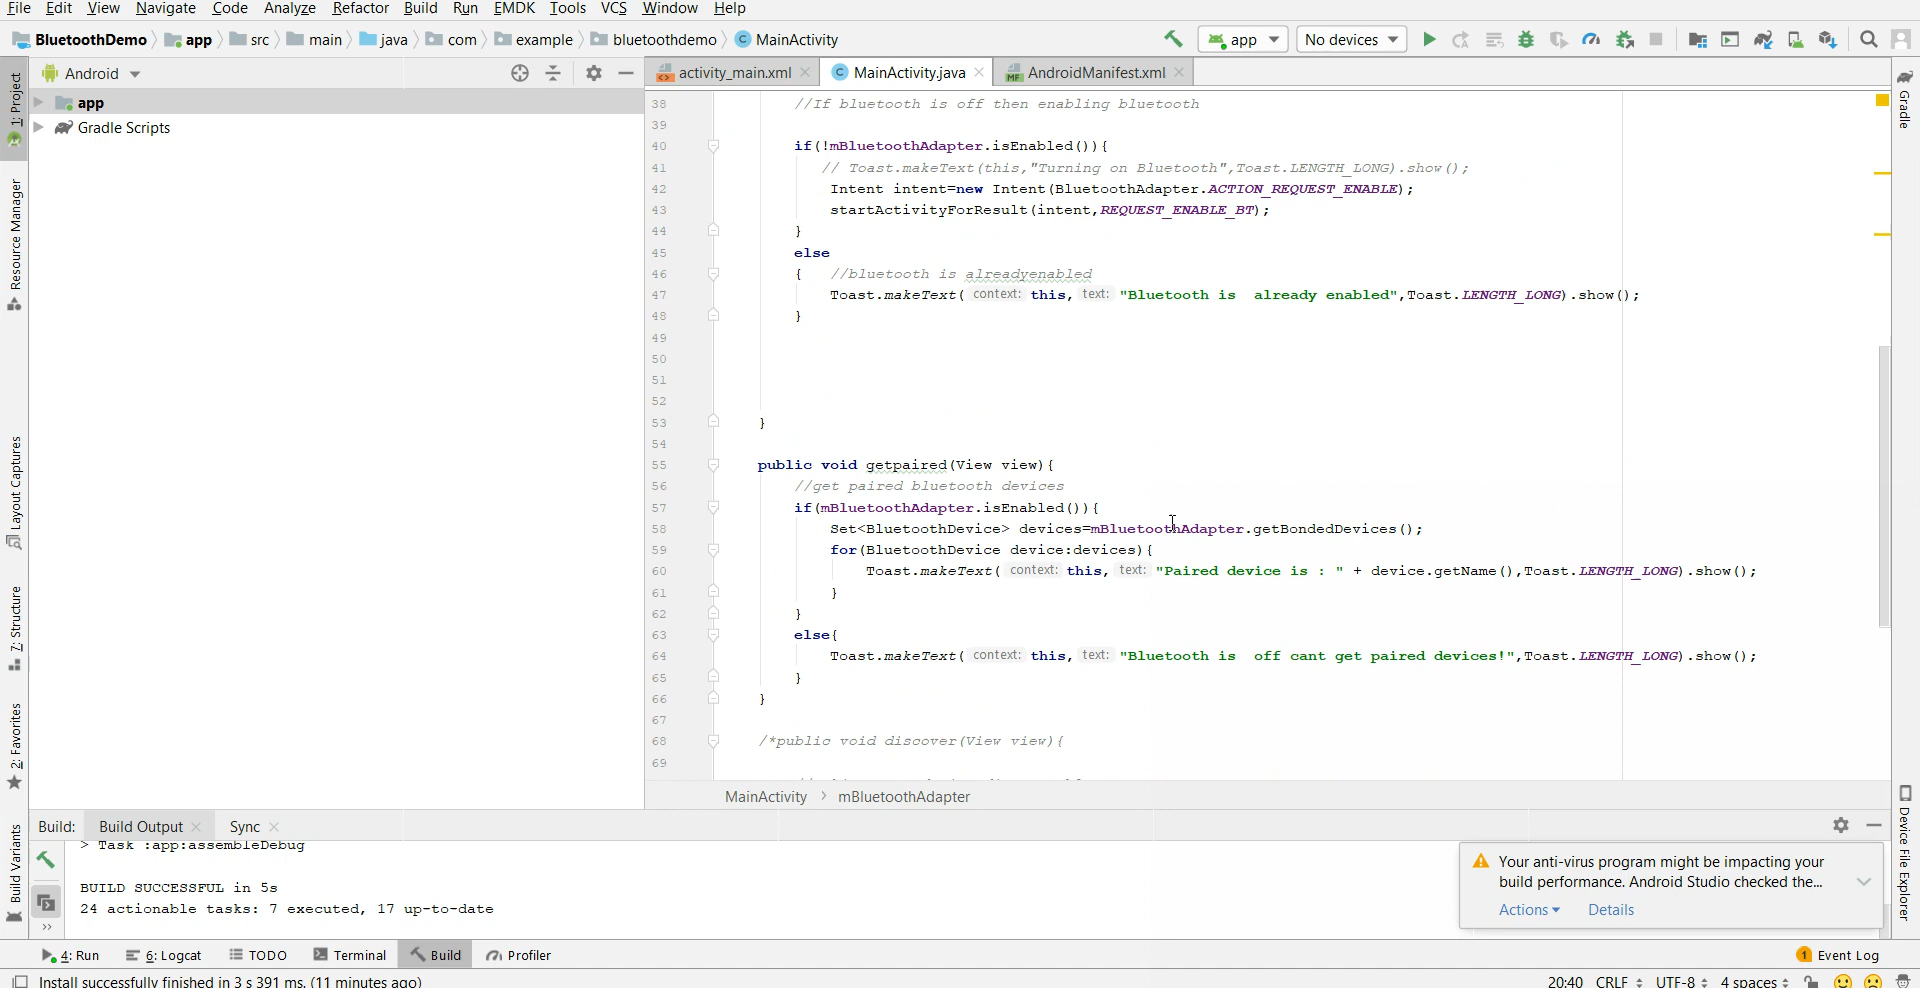 File Edit View Navigate Code Analyze Refactor Build Run EMDK Tools VCS Window Help
BluetoothDemo app src main java com example bluetoothdemo MainActivity app No devices
1: Project
Resource Manager
Layout Captures
7: Structure
2: Favorites
Build Variants
Android
app
Gradle Scripts
activity_main.xml MainActivity.java AndroidManifest.xml
38 //If bluetooth is off then enabling bluetooth
39
40 if(!mBluetoothAdapter.isEnabled()){
41 // Toast.makeText(this,"Turning on Bluetooth",Toast.LENGTH_LONG).show();
42 Intent intent=new Intent(BluetoothAdapter.ACTION_REQUEST_ENABLE);
43 startActivityForResult(intent,REQUEST_ENABLE_BT);
44 }
45 else
46 { //bluetooth is alreadyenabled
47 Toast.makeText( context: this, text: "Bluetooth is  already enabled",Toast.LENGTH_LONG).show();
48 }
49
50
51
52
53 }
54
55 public void getpaired(View view){
56 //get paired bluetooth devices
57 if(mBluetoothAdapter.isEnabled()){
58 Set<BluetoothDevice> devices=mBluetoothAdapter.getBondedDevices();
59 for(BluetoothDevice device:devices){
60 Toast.makeText( context: this, text: "Paired device is : " + device.getName(),Toast.LENGTH_LONG).show();
61 }
62 }
63 else{
64 Toast.makeText( context: this, text: "Bluetooth is  off cant get paired devices!",Toast.LENGTH_LONG).show();
65 }
66 }
67
68 /*public void discover(View view){
69
MainActivity mBluetoothAdapter
Gradle
Device File Explorer
Build: Build Output Sync
> Task :app:assembleDebug
BUILD SUCCESSFUL in 5s
24 actionable tasks: 7 executed, 17 up-to-date
Your anti-virus program might be impacting your
build performance. Android Studio checked the...
Actions Details
4: Run 6: Logcat TODO Terminal Build Profiler 1 Event Log
Install successfully finished in 3 s 391 ms. (11 minutes ago) 20:40 CRLF UTF-8 4 spaces